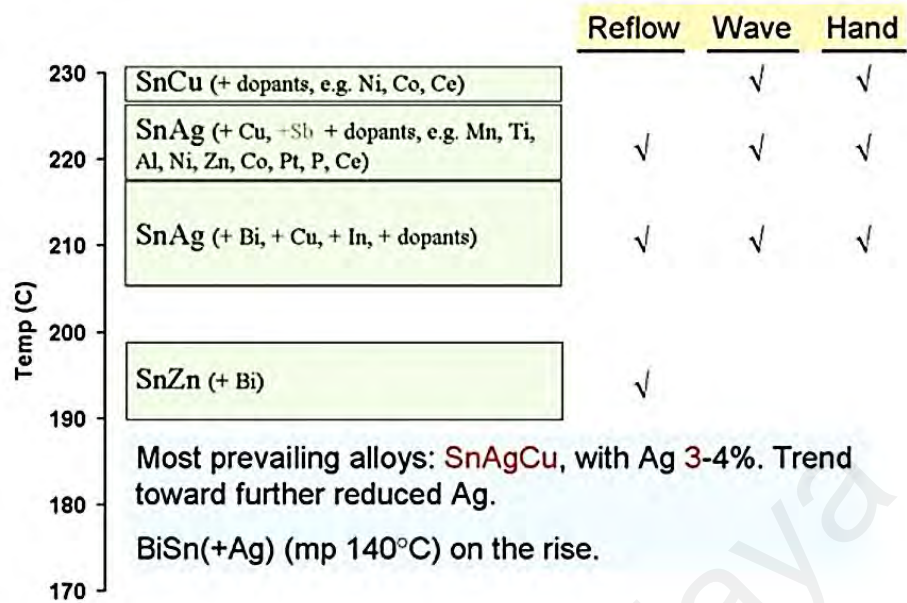 Reflow Wave Hand
230
SnCu (+ dopants, e.g. Ni, Co, Ce)
√ √
SnAg (+ Cu, +Sb + dopants, e.g. Mn, Ti,
Al, Ni, Zn, Co, Pt, P, Ce)
220
√ √ √
210
SnAg (+ Bi, + Cu, + In, + dopants)
√ √ √
Temp (C)
200
SnZn (+ Bi)
√
190
Most prevailing alloys: SnAgCu, with Ag 3-4%. Trend
toward further reduced Ag.
180
BiSn(+Ag) (mp 140°C) on the rise.
170